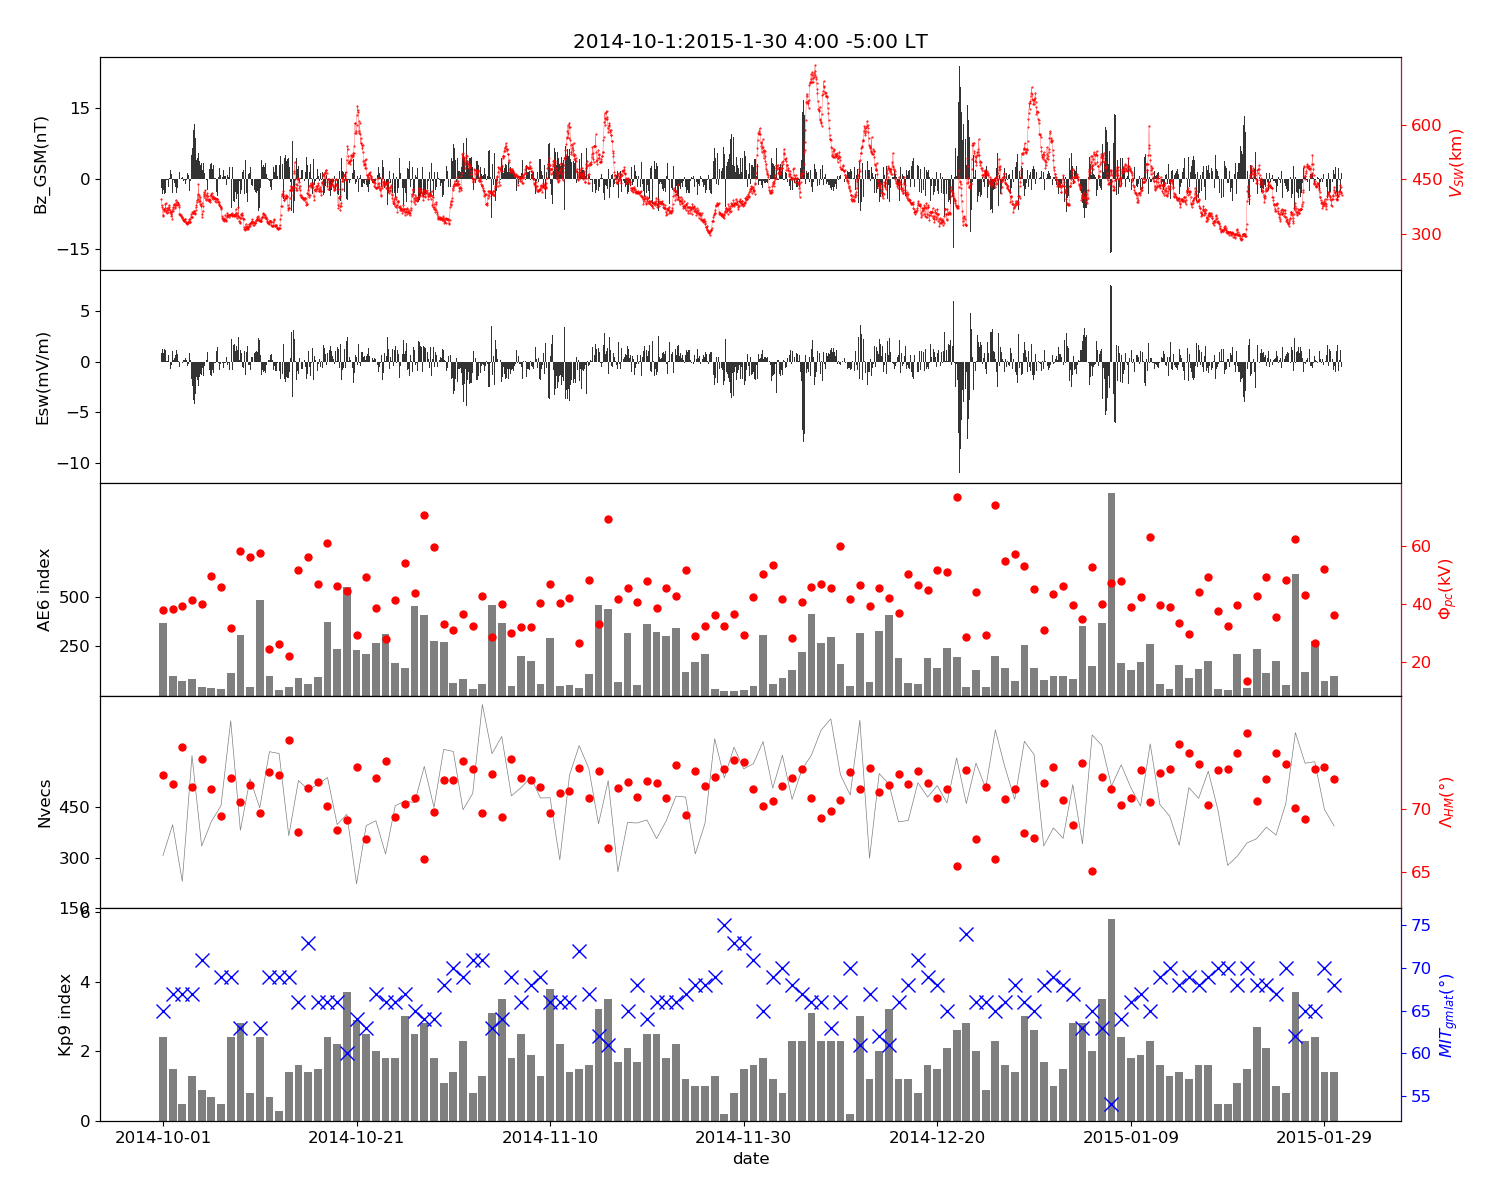 2014-10-1:2015-1-30 4:00 -5:00 LT
Bz_GSM(nT)
15
0
−15
600
450
300
V_SW(km)
Esw(mV/m)
5
0
−5
−10
AE6 index
500
250
60
40
20
Φ_pc(kV)
Nvecs
450
300
150
70
65
Λ_HM(°)
Kp9 index
6
4
2
0
75
70
65
60
55
MIT_gmlat(°)
2014-10-01 2014-10-21 2014-11-10 2014-11-30 2014-12-20 2015-01-09 2015-01-29
date